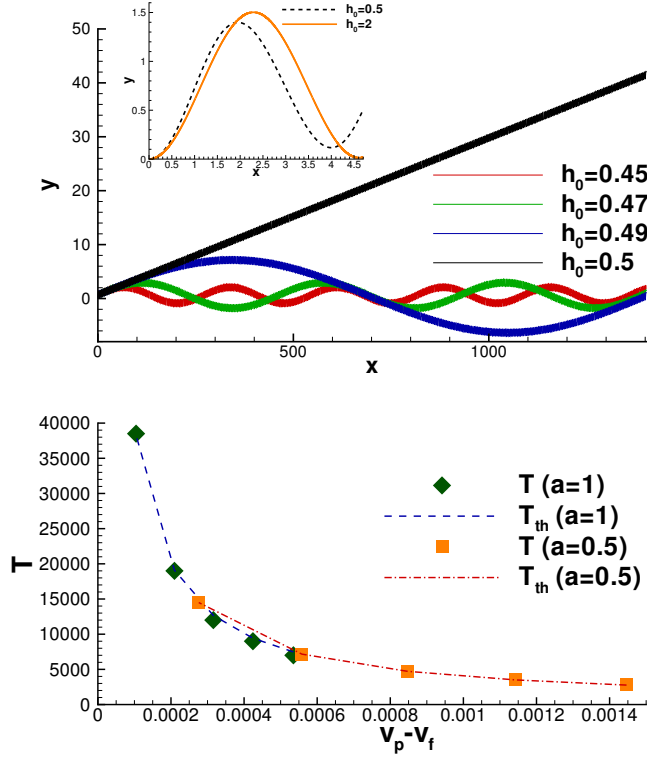 h₀=0.5
h₀=2
y
1.5
1
0.5
0
0 0.5 1 1.5 2 2.5 3 3.5 4 4.5
x
y
50
40
30
20
10
0
h₀=0.45
h₀=0.47
h₀=0.49
h₀=0.5
0 500 1000
x
T
40000
35000
30000
25000
20000
15000
10000
5000
0
T (a=1)
Tₜₕ (a=1)
T (a=0.5)
Tₜₕ (a=0.5)
0 0.0002 0.0004 0.0006 0.0008 0.001 0.0012 0.0014
vₚ-v_f